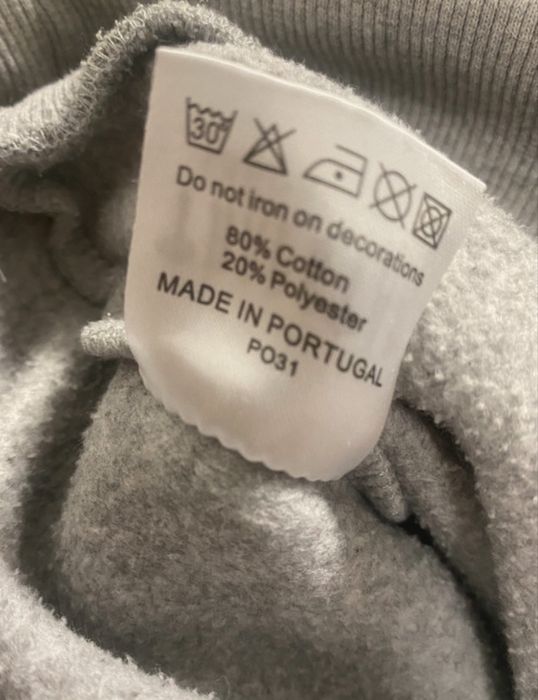 30
Do not iron on decorations
80% Cotton
20% Polyester
MADE IN PORTUGAL
PO31